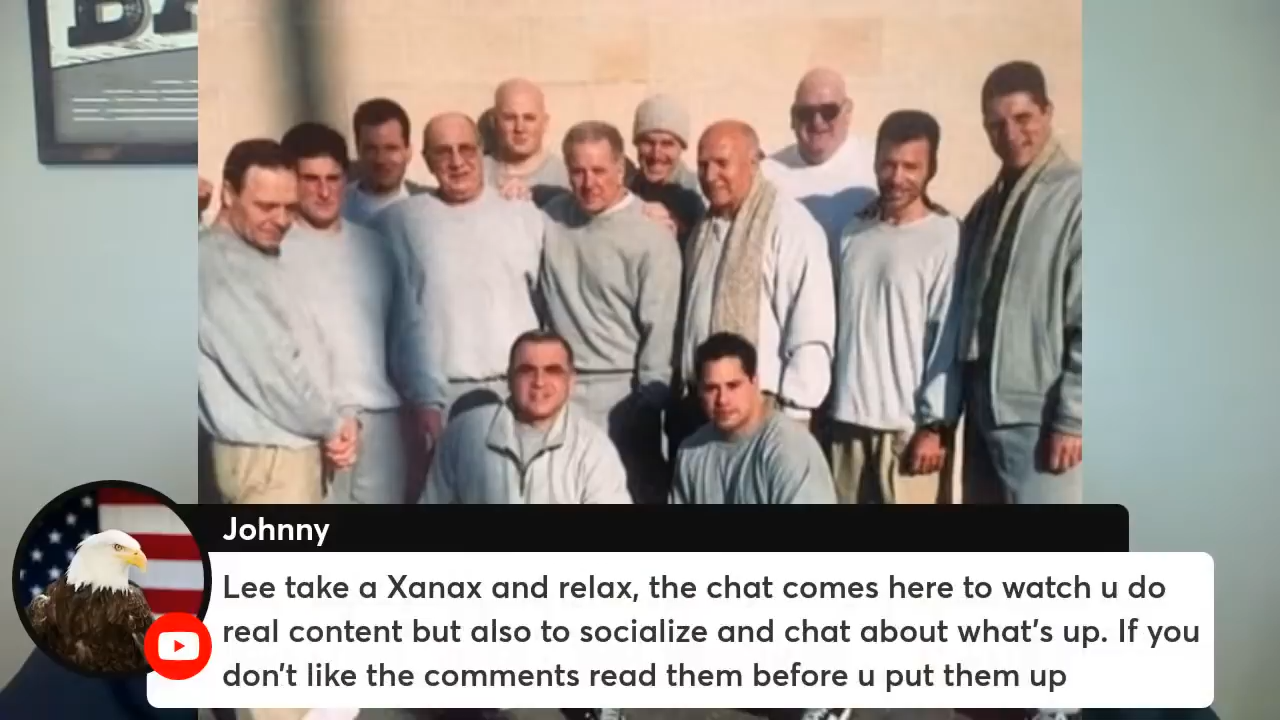 BA
Johnny
Lee take a Xanax and relax, the chat comes here to watch u do
real content but also to socialize and chat about what's up. If you
don't like the comments read them before u put them up